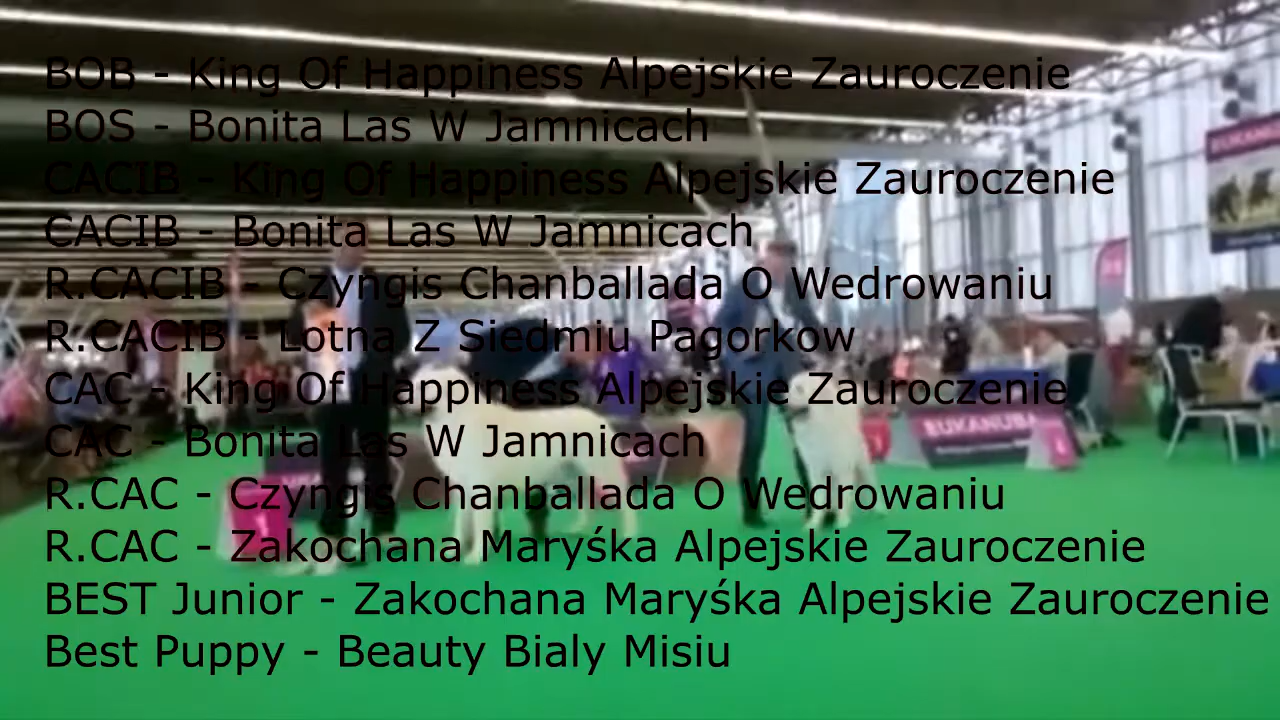 BOB - King Of Happiness Alpejskie Zauroczenie
BOS - Bonita Las W Jamnicach
CACIB - King Of Happiness Alpejskie Zauroczenie
CACIB - Bonita Las W Jamnicach
R.CACIB - Czyngis Chanballada O Wedrowaniu
R.CACIB - Lotna Z Siedmiu Pagorkow
CAC - King Of Happiness Alpejskie Zauroczenie
CAC - Bonita Las W Jamnicach
R.CAC - Czyngis Chanballada O Wedrowaniu
R.CAC - Zakochana Maryśka Alpejskie Zauroczenie
BEST Junior - Zakochana Maryśka Alpejskie Zauroczenie
Best Puppy - Beauty Bialy Misiu
EUKANUBA
EUKANUBA
1